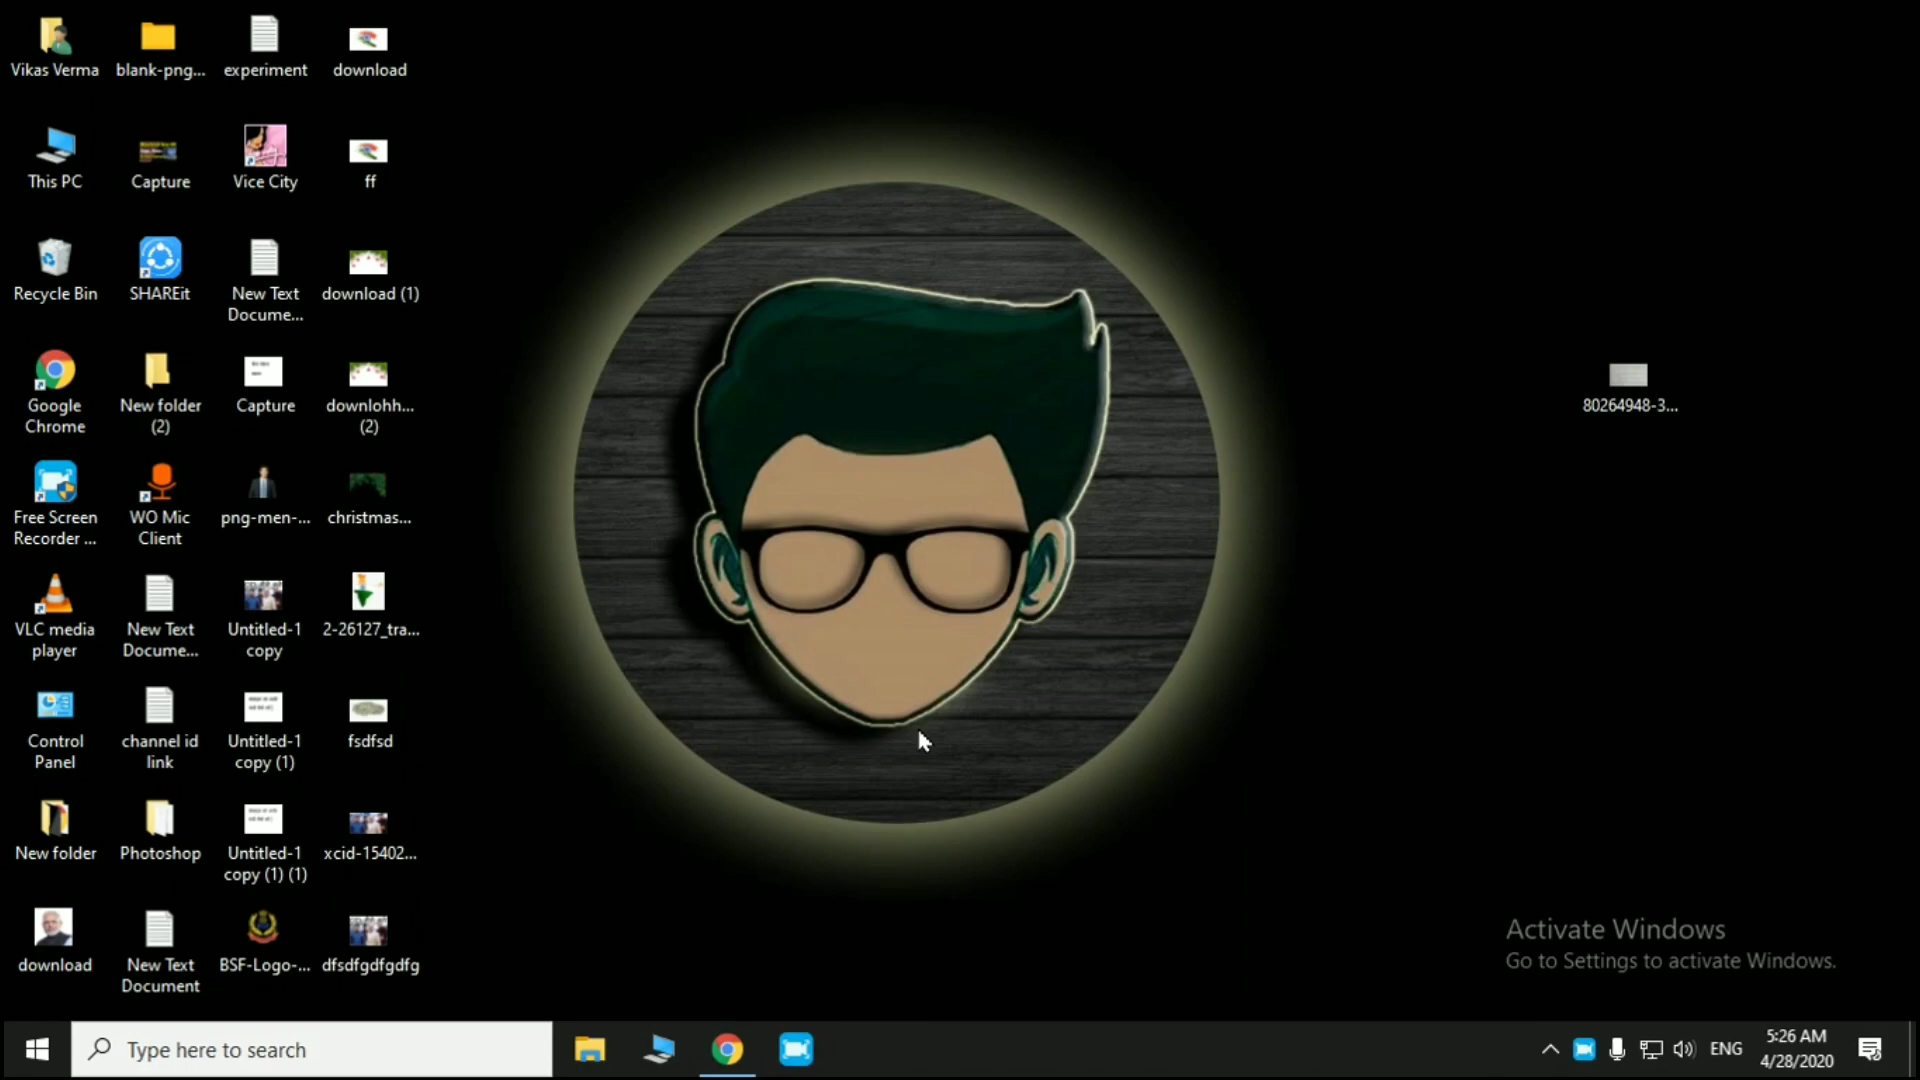 Vikas Verma
blank-png...
experiment
download
This PC
Capture
Vice City
ff
Recycle Bin
SHAREit
New Text
Docume...
download (1)
Google
Chrome
New folder
(2)
Capture
downlohh...
(2)
80264948-3...
Free Screen
Recorder ...
WO Mic
Client
png-men-...
christmas...
VLC media
player
New Text
Docume...
Untitled-1
copy
2-26127_tra...
Control
Panel
channel id
link
Untitled-1
copy (1)
fsdfsd
New folder
Photoshop
Untitled-1
copy (1) (1)
xcid-15402...
download
New Text
Document
BSF-Logo-...
dfsdfgdfgdfg
Activate Windows
Go to Settings to activate Windows.
Type here to search
ENG
5:26 AM
4/28/2020